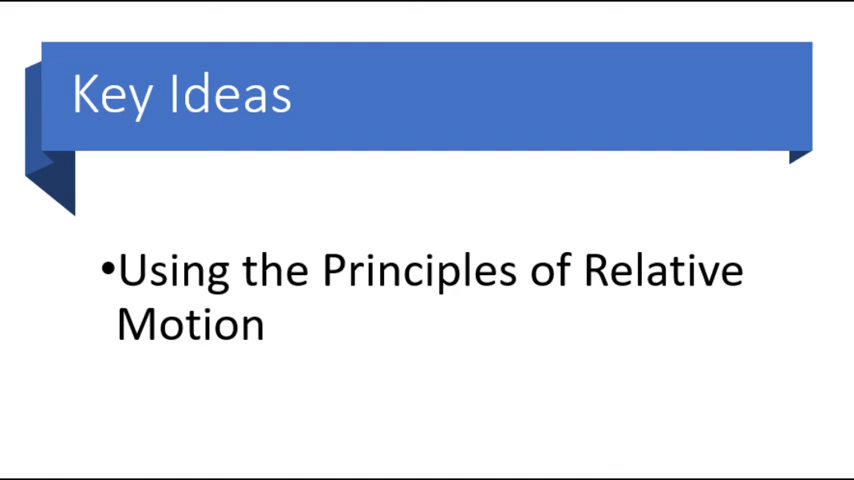 Key Ideas
•Using the Principles of Relative
Motion